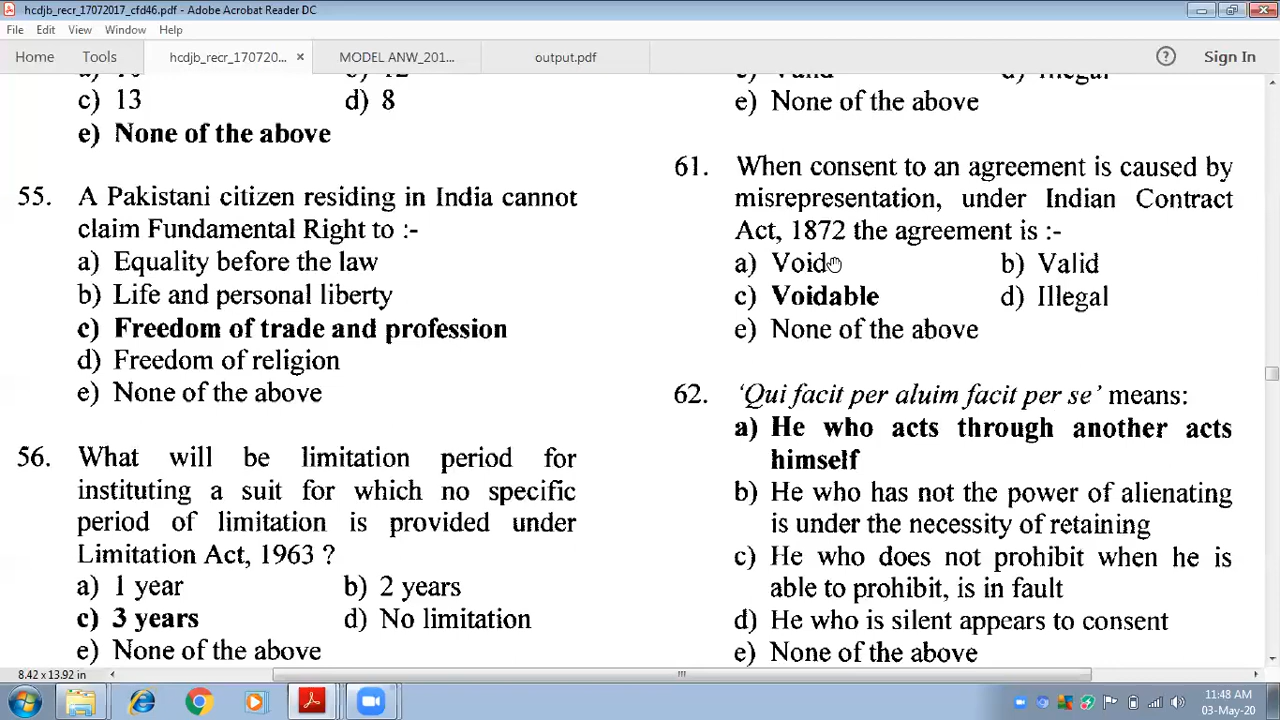 hcdjb_recr_17072017_cfd46.pdf - Adobe Acrobat Reader DC
File Edit View Window Help
Home Tools hcdjb_recr_170720... × MODEL ANW_201... output.pdf ? Sign In
c) 13 d) 8
e) None of the above
55. A Pakistani citizen residing in India cannot
claim Fundamental Right to :-
a) Equality before the law
b) Life and personal liberty
c) Freedom of trade and profession
d) Freedom of religion
e) None of the above
56. What will be limitation period for
instituting a suit for which no specific
period of limitation is provided under
Limitation Act, 1963 ?
a) 1 year b) 2 years
c) 3 years d) No limitation
e) None of the above
c) Valid d) Illegal
e) None of the above
61. When consent to an agreement is caused by
misrepresentation, under Indian Contract
Act, 1872 the agreement is :-
a) Void b) Valid
c) Voidable d) Illegal
e) None of the above
62. 'Qui facit per aluim facit per se' means:
a) He who acts through another acts
himself
b) He who has not the power of alienating
is under the necessity of retaining
c) He who does not prohibit when he is
able to prohibit, is in fault
d) He who is silent appears to consent
e) None of the above
8.42 x 13.92 in
11:48 AM
03-May-20